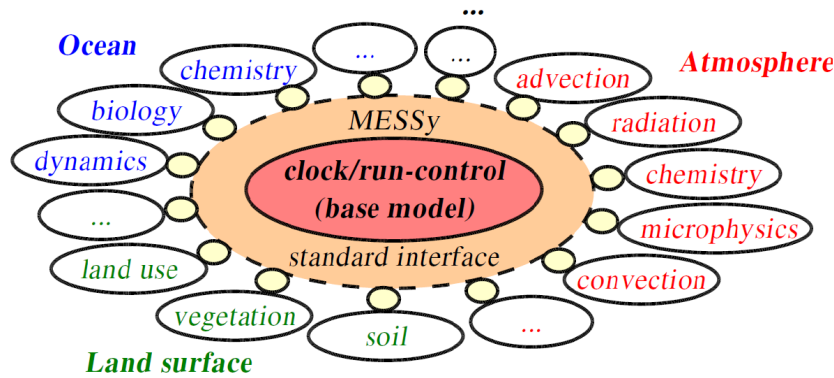 ...
Ocean
...
...
chemistry
advection
Atmosphere
biology
MESSy
radiation
dynamics
clock/run-control
(base model)
chemistry
...
microphysics
land use
standard interface
convection
vegetation
soil
...
Land surface